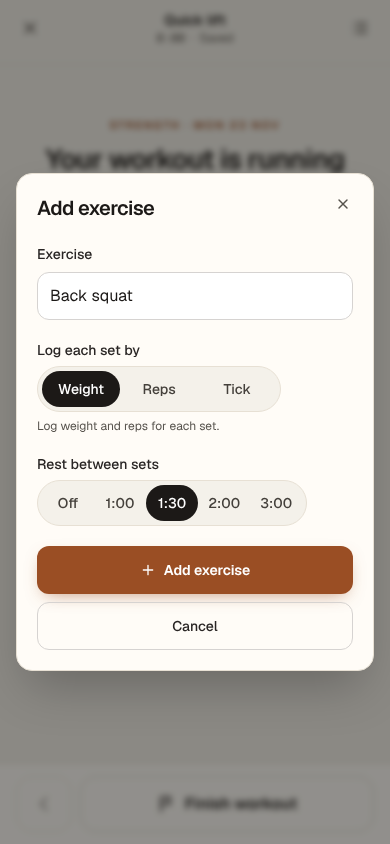 Quick lift
Your workout is running
Add exercise
Exercise
Back squat
Log each set by
Weight Reps Tick
Log weight and reps for each set.
Rest between sets
Off 1:00 1:30 2:00 3:00
Add exercise
Cancel
Finish workout